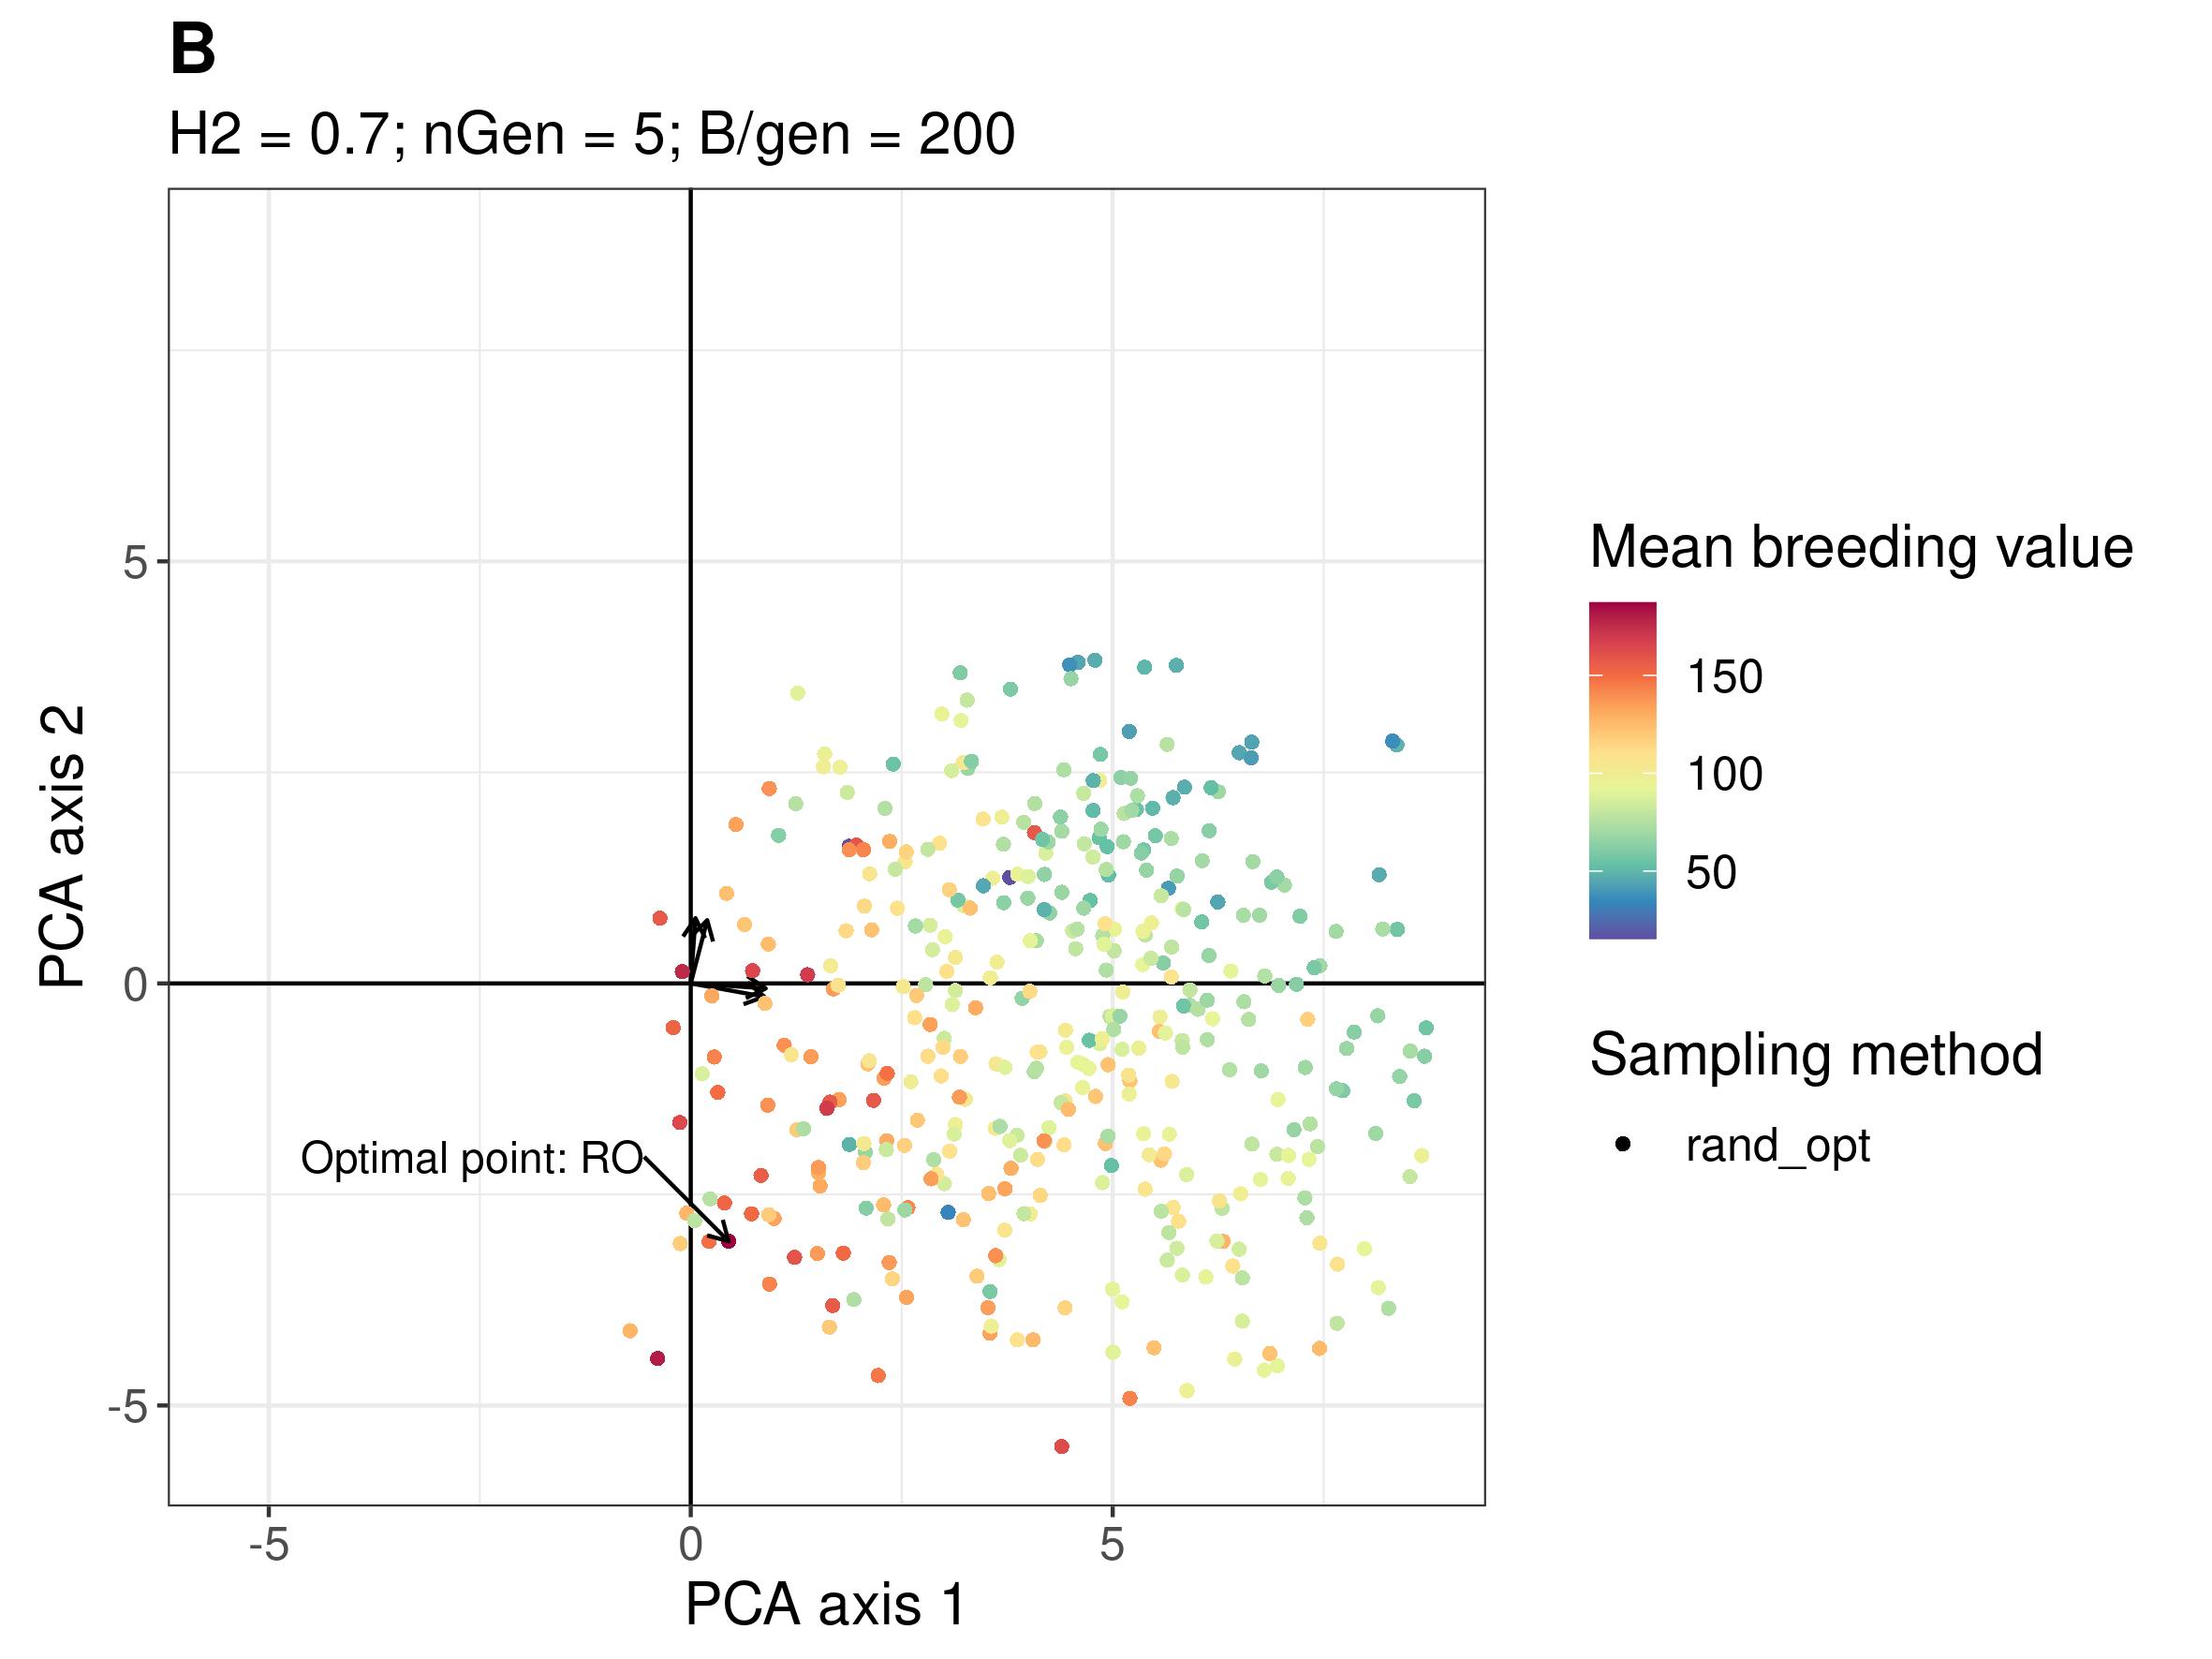 B
H2 = 0.7; nGen = 5; B/gen = 200
PCA axis 2
5
0
-5
Optimal point: RO
-5
0
5
PCA axis 1
Mean breeding value
150
100
50
Sampling method
rand_opt